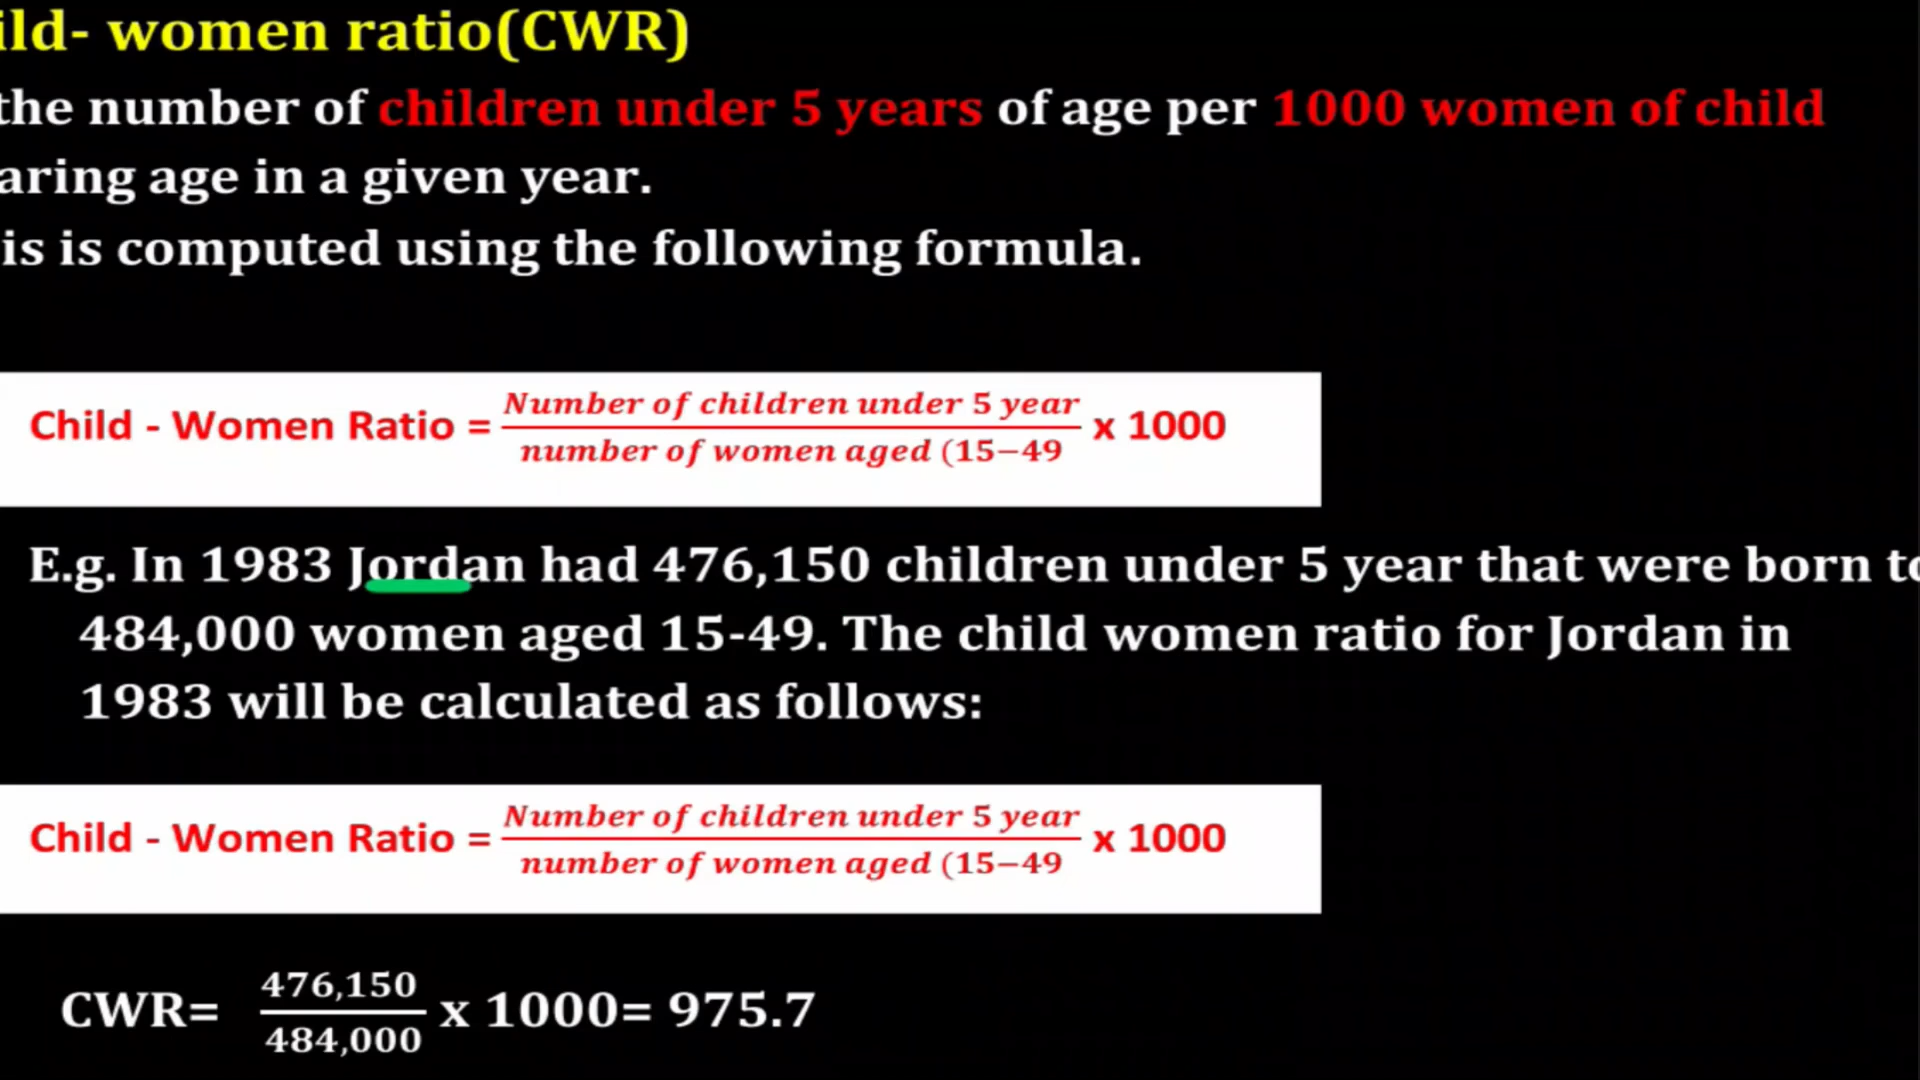 ild- women ratio(CWR)
the number of children under 5 years of age per 1000 women of child
aring age in a given year.
is is computed using the following formula.
Child - Women Ratio = Number of children under 5 year / number of women aged (15−49 x 1000
E.g. In 1983 Jordan had 476,150 children under 5 year that were born to
484,000 women aged 15-49. The child women ratio for Jordan in
1983 will be calculated as follows:
Child - Women Ratio = Number of children under 5 year / number of women aged (15−49 x 1000
CWR= 476,150 / 484,000 x 1000= 975.7